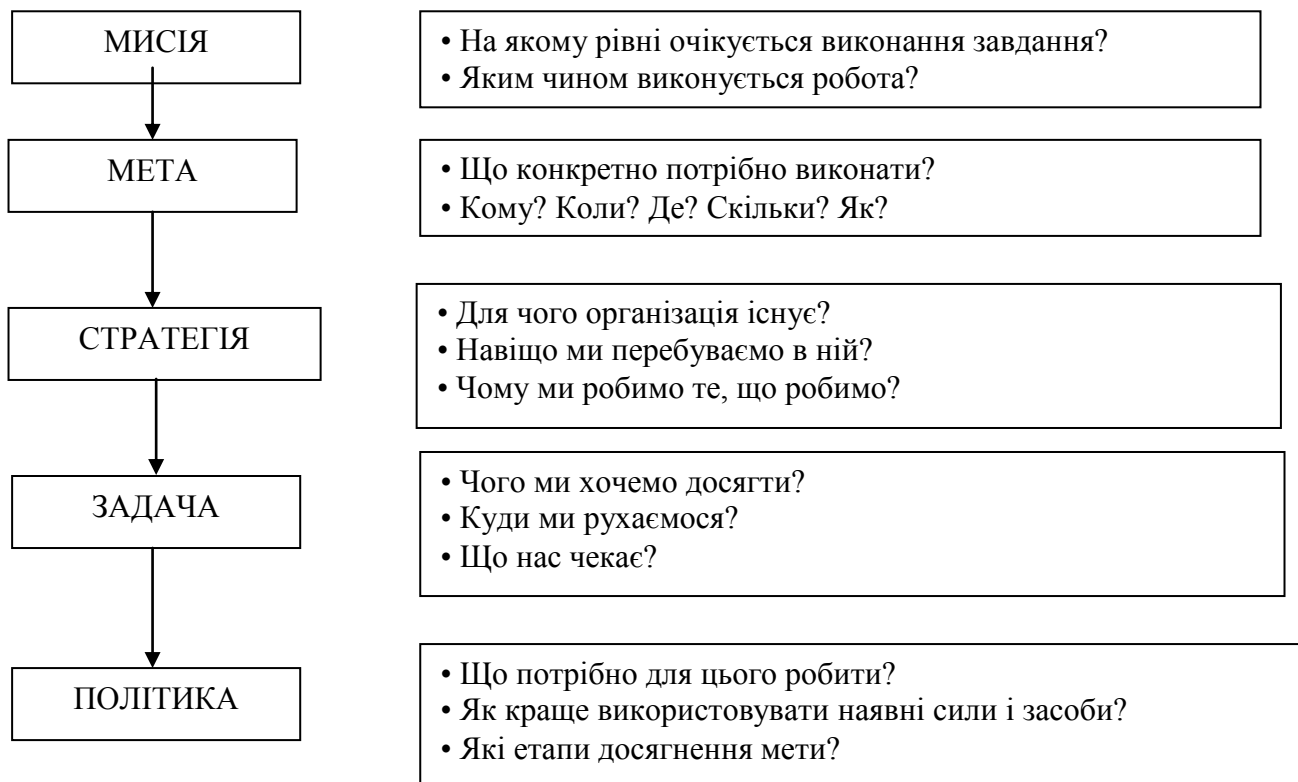 МИСІЯ
• На якому рівні очікується виконання завдання?
• Яким чином виконується робота?
МЕТА
• Що конкретно потрібно виконати?
• Кому? Коли? Де? Скільки? Як?
СТРАТЕГІЯ
• Для чого організація існує?
• Навіщо ми перебуваємо в ній?
• Чому ми робимо те, що робимо?
ЗАДАЧА
• Чого ми хочемо досягти?
• Куди ми рухаємося?
• Що нас чекає?
ПОЛІТИКА
• Що потрібно для цього робити?
• Як краще використовувати наявні сили і засоби?
• Які етапи досягнення мети?